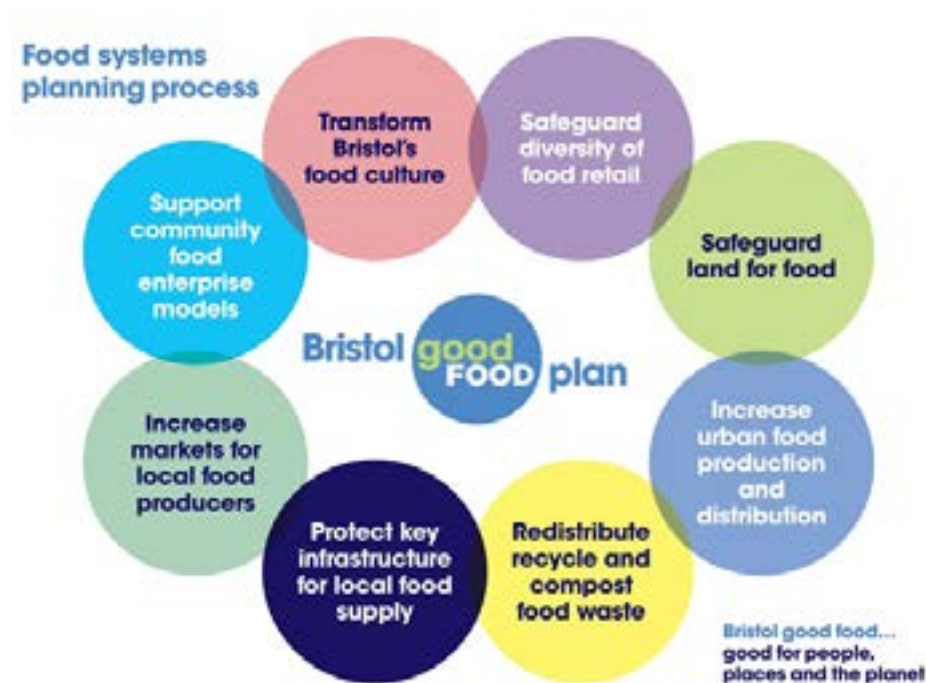 Food systems
planning process
Transform
Bristol's
food culture
Safeguard
diversity of
food retail
Safeguard
land for food
Increase
urban food
production
and
distribution
Redistribute
recycle and
compost
food waste
Protect key
infrastructure
for local food
supply
Increase
markets for
local food
producers
Support
community
food
enterprise
models
Bristol good FOOD plan
Bristol good food...
good for people,
places and the planet